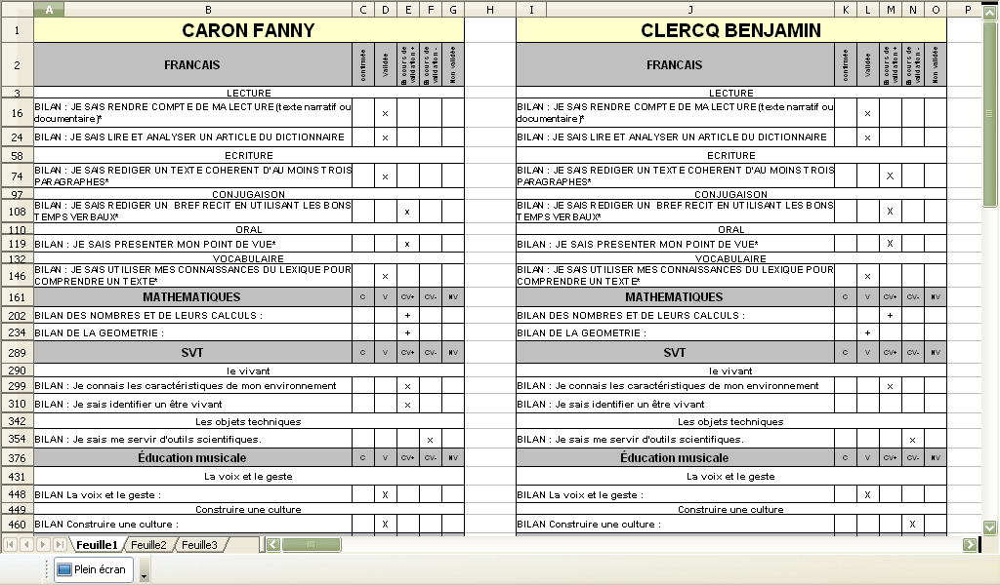 A B C D E F G H I J K L M N O P
1 CARON FANNY CLERCQ BENJAMIN
2 FRANCAIS confirmée Validée En cours de validation + En cours de validation - Non validée FRANCAIS confirmée Validée En cours de validation + En cours de validation - Non validée
3 LECTURE LECTURE
16 BILAN : JE SAIS RENDRE COMPTE DE MA LECTURE (texte narratif ou documentaire)* x BILAN : JE SAIS RENDRE COMPTE DE MA LECTURE (texte narratif ou documentaire)* x
24 BILAN : JE SAIS LIRE ET ANALYSER UN ARTICLE DU DICTIONNAIRE x BILAN : JE SAIS LIRE ET ANALYSER UN ARTICLE DU DICTIONNAIRE x
58 ECRITURE ECRITURE
74 BILAN : JE SAIS REDIGER UN TEXTE COHERENT D'AU MOINS TROIS PARAGRAPHES* x BILAN : JE SAIS REDIGER UN TEXTE COHERENT D'AU MOINS TROIS PARAGRAPHES* X
97 CONJUGAISON CONJUGAISON
108 BILAN : JE SAIS REDIGER UN BREF RECIT EN UTILISANT LES BONS TEMPS VERBAUX* x BILAN : JE SAIS REDIGER UN BREF RECIT EN UTILISANT LES BONS TEMPS VERBAUX* X
110 ORAL ORAL
119 BILAN : JE SAIS PRESENTER MON POINT DE VUE* x BILAN : JE SAIS PRESENTER MON POINT DE VUE* X
132 VOCABULAIRE VOCABULAIRE
146 BILAN : JE SAIS UTILISER MES CONNAISSANCES DU LEXIQUE POUR COMPRENDRE UN TEXTE* x BILAN : JE SAIS UTILISER MES CONNAISSANCES DU LEXIQUE POUR COMPRENDRE UN TEXTE* x
161 MATHEMATIQUES C V CV+ CV- NV MATHEMATIQUES C V CV+ CV- NV
202 BILAN DES NOMBRES ET DE LEURS CALCULS : + BILAN DES NOMBRES ET DE LEURS CALCULS : +
234 BILAN DE LA GEOMETRIE : + BILAN DE LA GEOMETRIE : +
289 SVT C V CV+ CV- NV SVT C V CV+ CV- NV
290 le vivant le vivant
299 BILAN : Je connais les caractéristiques de mon environnement x BILAN : Je connais les caractéristiques de mon environnement x
310 BILAN : Je sais identifier un être vivant x BILAN : Je sais identifier un être vivant
342 Les objets techniques Les objets techniques
354 BILAN : Je sais me servir d'outils scientifiques. x BILAN : Je sais me servir d'outils scientifiques. x
376 Éducation musicale C V CV+ CV- NV Éducation musicale C V CV+ CV- NV
431 La voix et le geste La voix et le geste
448 BILAN La voix et le geste : X BILAN La voix et le geste : X
449 Construire une culture Construire une culture
460 BILAN Construire une culture : X BILAN Construire une culture : X
Feuille1 Feuille2 Feuille3
Plein écran